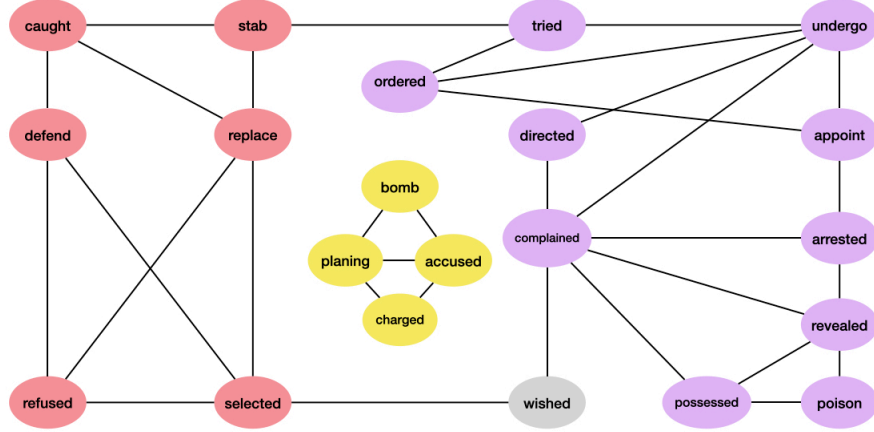 caught
stab
tried
undergo
ordered
defend
replace
directed
appoint
bomb
complained
arrested
planing
accused
charged
revealed
refused
selected
wished
possessed
poison